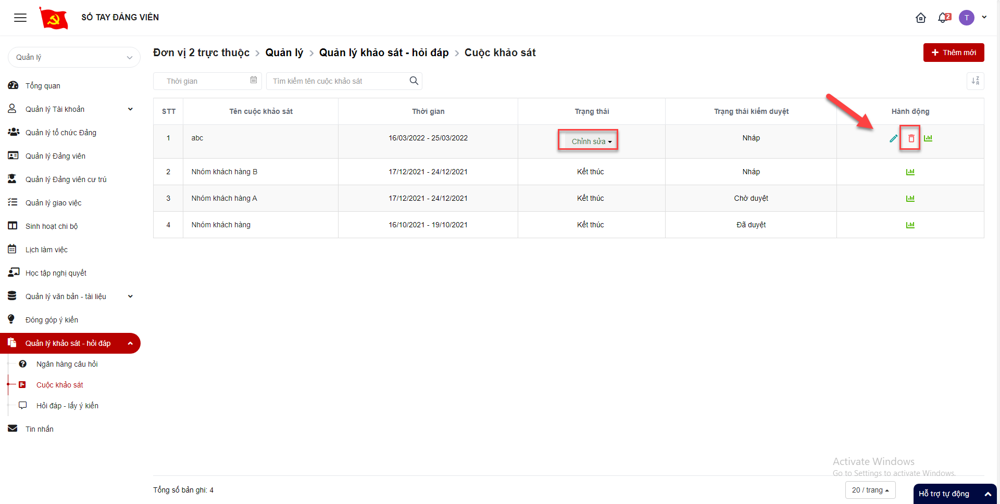 SỔ TAY ĐẢNG VIÊN
2
T
Quản lý
Đơn vị 2 trực thuộc > Quản lý > Quản lý khảo sát - hỏi đáp > Cuộc khảo sát
+ Thêm mới
Thời gian
Tìm kiếm tên cuộc khảo sát
Z A
Tổng quan
Quản lý Tài khoản
Quản lý tổ chức Đảng
Quản lý Đảng viên
Quản lý Đảng viên cư trú
Quản lý giao việc
Sinh hoạt chi bộ
Lịch làm việc
Học tập nghị quyết
Quản lý văn bản - tài liệu
Đóng góp ý kiến
Quản lý khảo sát - hỏi đáp
Ngân hàng câu hỏi
Cuộc khảo sát
Hỏi đáp - lấy ý kiến
Tin nhắn
STT Tên cuộc khảo sát Thời gian Trạng thái Trạng thái kiểm duyệt Hành động
1 abc 16/03/2022 - 25/03/2022 Chỉnh sửa Nháp
2 Nhóm khách hàng B 17/12/2021 - 24/12/2021 Kết thúc Nháp
3 Nhóm khách hàng A 17/12/2021 - 24/12/2021 Kết thúc Chờ duyệt
4 Nhóm khách hàng 16/10/2021 - 19/10/2021 Kết thúc Đã duyệt
Activate Windows
Go to Settings to activate Windows.
Tổng số bản ghi: 4
20 / trang
Hỗ trợ tự động